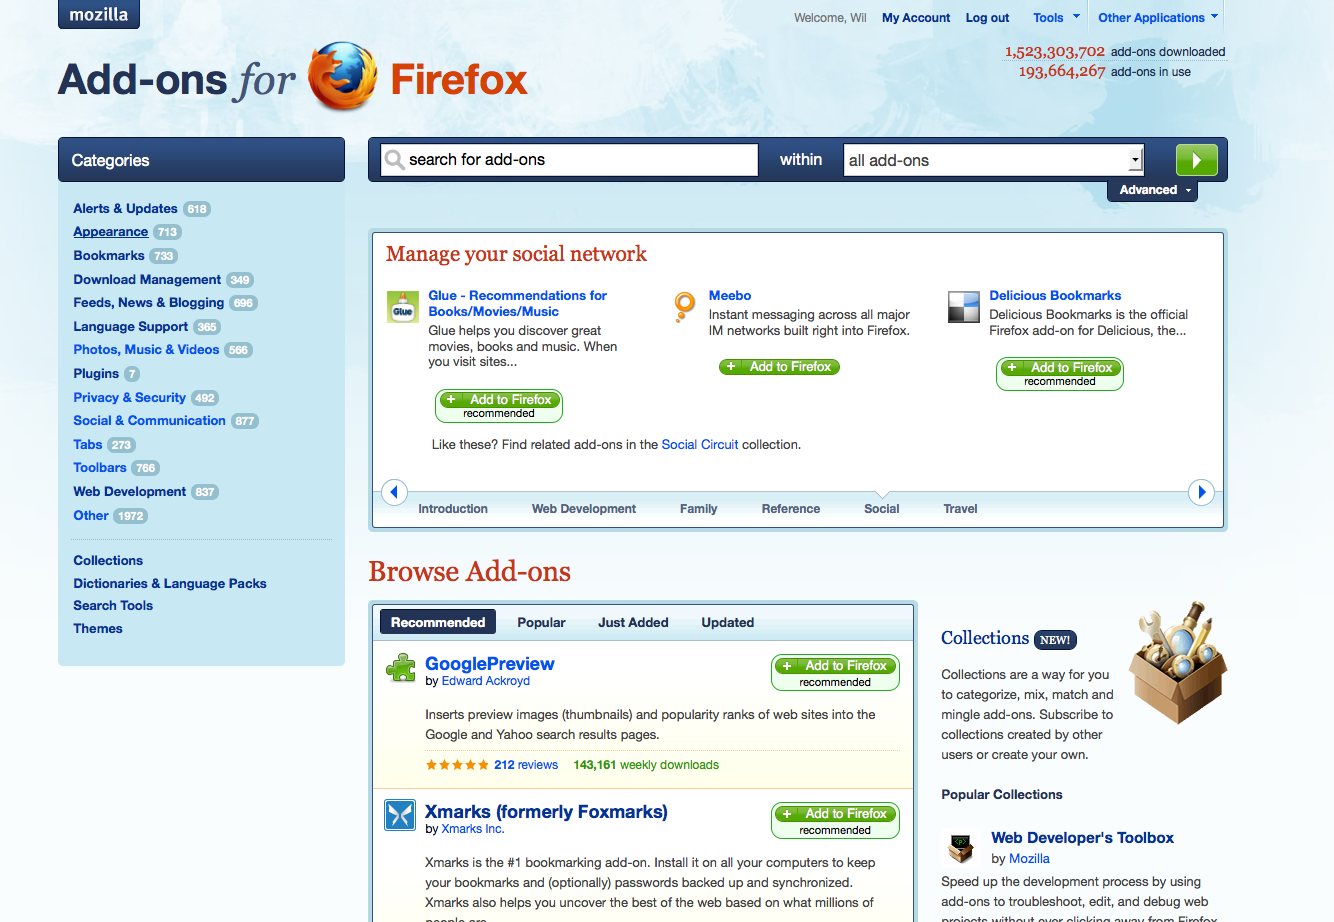 mozilla
Welcome, Wil My Account Log out Tools Other Applications
1,523,303,702 add-ons downloaded
193,664,267 add-ons in use
Add-ons for Firefox
Categories
Alerts & Updates 618
Appearance 713
Bookmarks 733
Download Management 349
Feeds, News & Blogging 696
Language Support 365
Photos, Music & Videos 566
Plugins 7
Privacy & Security 492
Social & Communication 877
Tabs 273
Toolbars 766
Web Development 837
Other 1972
Collections
Dictionaries & Language Packs
Search Tools
Themes
search for add-ons within all add-ons
Advanced
Manage your social network
Glue - Recommendations for
Books/Movies/Music
Glue helps you discover great
movies, books and music. When
you visit sites...
Add to Firefox
recommended
Meebo
Instant messaging across all major
IM networks built right into Firefox.
Add to Firefox
Delicious Bookmarks
Delicious Bookmarks is the official
Firefox add-on for Delicious, the...
Add to Firefox
recommended
Like these? Find related add-ons in the Social Circuit collection.
Introduction Web Development Family Reference Social Travel
Browse Add-ons
Recommended Popular Just Added Updated
GooglePreview
by Edward Ackroyd
Add to Firefox
recommended
Inserts preview images (thumbnails) and popularity ranks of web sites into the
Google and Yahoo search results pages.
212 reviews 143,161 weekly downloads
Xmarks (formerly Foxmarks)
by Xmarks Inc.
Add to Firefox
recommended
Xmarks is the #1 bookmarking add-on. Install it on all your computers to keep
your bookmarks and (optionally) passwords backed up and synchronized.
Xmarks also helps you uncover the best of the web based on what millions of
people are
Collections NEW!
Collections are a way for you
to categorize, mix, match and
mingle add-ons. Subscribe to
collections created by other
users or create your own.
Popular Collections
Web Developer's Toolbox
by Mozilla
Speed up the development process by using
add-ons to troubleshoot, edit, and debug web
projects without ever clicking away from Firefox